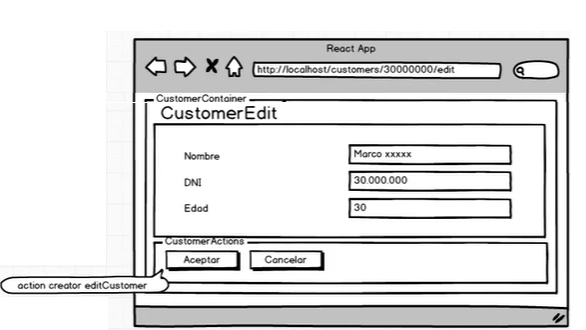 React App
http://localhost/customers/30000000/edit
CustomerContainer
CustomerEdit
Nombre
Marco xxxxx
DNI
30.000.000
Edad
30
CustomerActions
Aceptar
Cancelar
action creator editCustomer